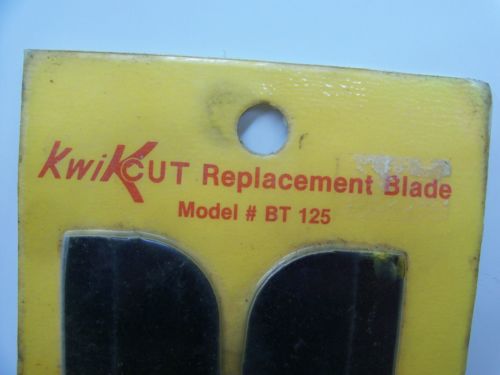 KwiKCUT Replacement Blade
Model # BT 125